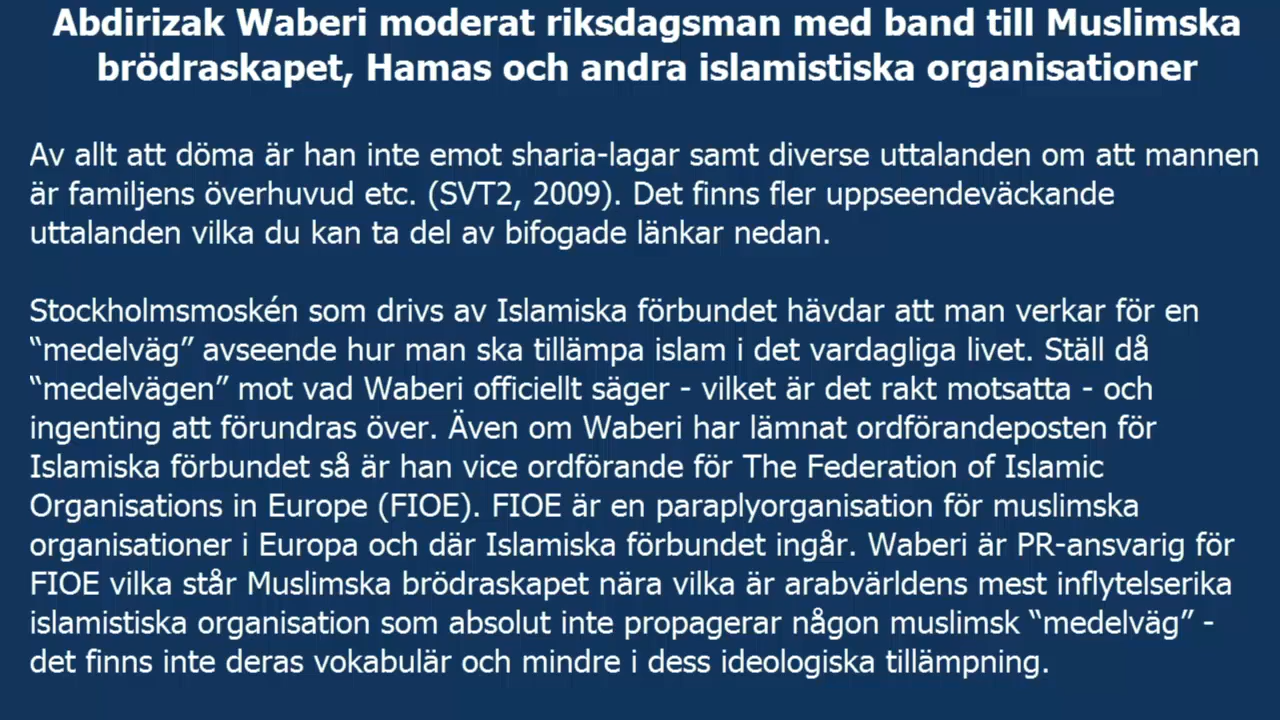 Abdirizak Waberi moderat riksdagsman med band till Muslimska
brödraskapet, Hamas och andra islamistiska organisationer
Av allt att döma är han inte emot sharia-lagar samt diverse uttalanden om att mannen
är familjens överhuvud etc. (SVT2, 2009). Det finns fler uppseendeväckande
uttalanden vilka du kan ta del av bifogade länkar nedan.
Stockholmsmoskén som drivs av Islamiska förbundet hävdar att man verkar för en
“medelväg” avseende hur man ska tillämpa islam i det vardagliga livet. Ställ då
“medelvägen” mot vad Waberi officiellt säger - vilket är det rakt motsatta - och
ingenting att förundras över. Även om Waberi har lämnat ordförandeposten för
Islamiska förbundet så är han vice ordförande för The Federation of Islamic
Organisations in Europe (FIOE). FIOE är en paraplyorganisation för muslimska
organisationer i Europa och där Islamiska förbundet ingår. Waberi är PR-ansvarig för
FIOE vilka står Muslimska brödraskapet nära vilka är arabvärldens mest inflytelserika
islamistiska organisation som absolut inte propagerar någon muslimsk “medelväg” -
det finns inte deras vokabulär och mindre i dess ideologiska tillämpning.